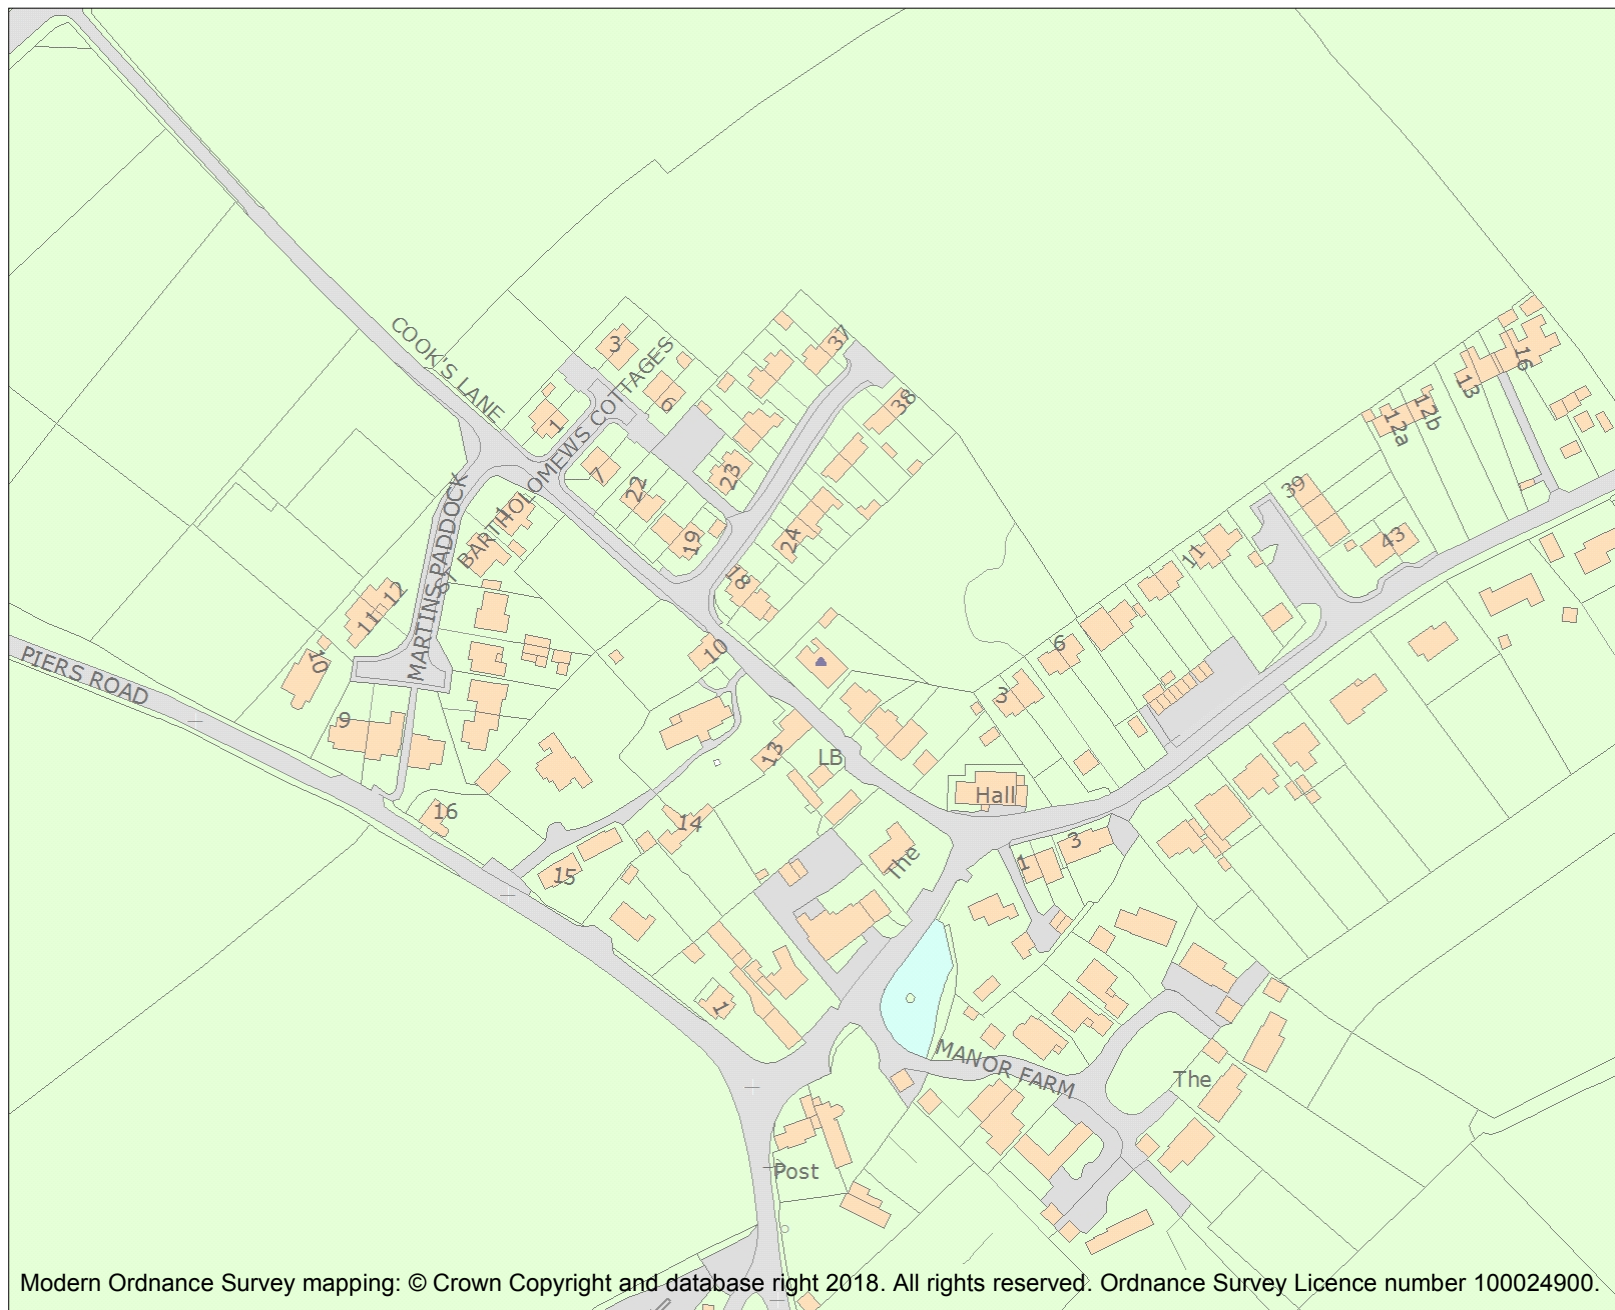 COOK'S LANE
ST BARTHOLOMEWS COTTAGES
MARTINS PADDOCK
PIERS ROAD
MANOR FARM
3
1
6
7
22
23
19
37
38
24
18
1
12
11
10
9
16
10
13
LB
14
15
The
1
Hall
3
6
11
39
43
12a
12b
13
16
1
3
The
Post
Modern Ordnance Survey mapping: © Crown Copyright and database right 2018. All rights reserved. Ordnance Survey Licence number 100024900.